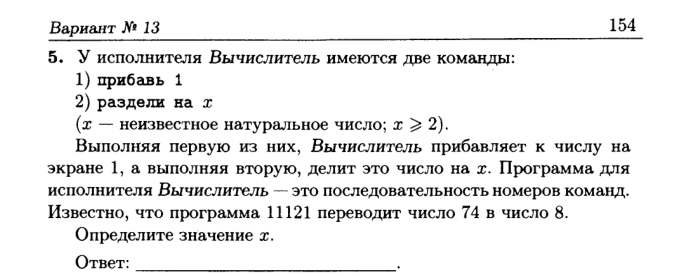 Вариант № 13
154
5. У исполнителя Вычислитель имеются две команды:
1) прибавь 1
2) раздели на x
(x — неизвестное натуральное число; x ⩾ 2).
Выполняя первую из них, Вычислитель прибавляет к числу на
экране 1, а выполняя вторую, делит это число на x. Программа для
исполнителя Вычислитель — это последовательность номеров команд.
Известно, что программа 11121 переводит число 74 в число 8.
Определите значение x.
Ответ: ______________________.